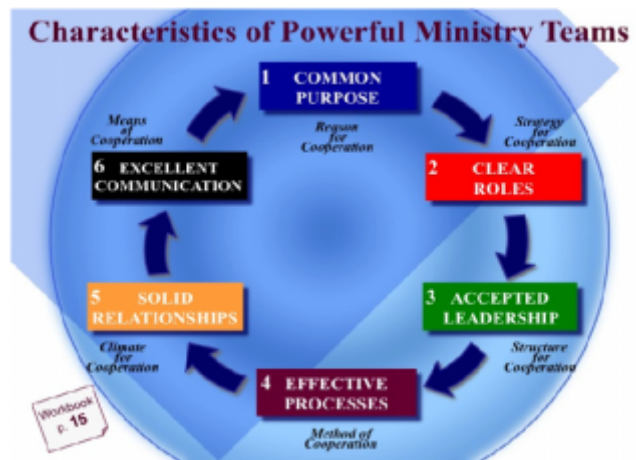 Characteristics of Powerful Ministry Teams
1 COMMON
PURPOSE
Reason
for
Cooperation
Strategy
for
Cooperation
2 CLEAR
ROLES
3 ACCEPTED
LEADERSHIP
Structure
for
Cooperation
4 EFFECTIVE
PROCESSES
Method of
Cooperation
5 SOLID
RELATIONSHIPS
Climate
for
Cooperation
6 EXCELLENT
COMMUNICATION
Means
of
Cooperation
Workbook
p. 15